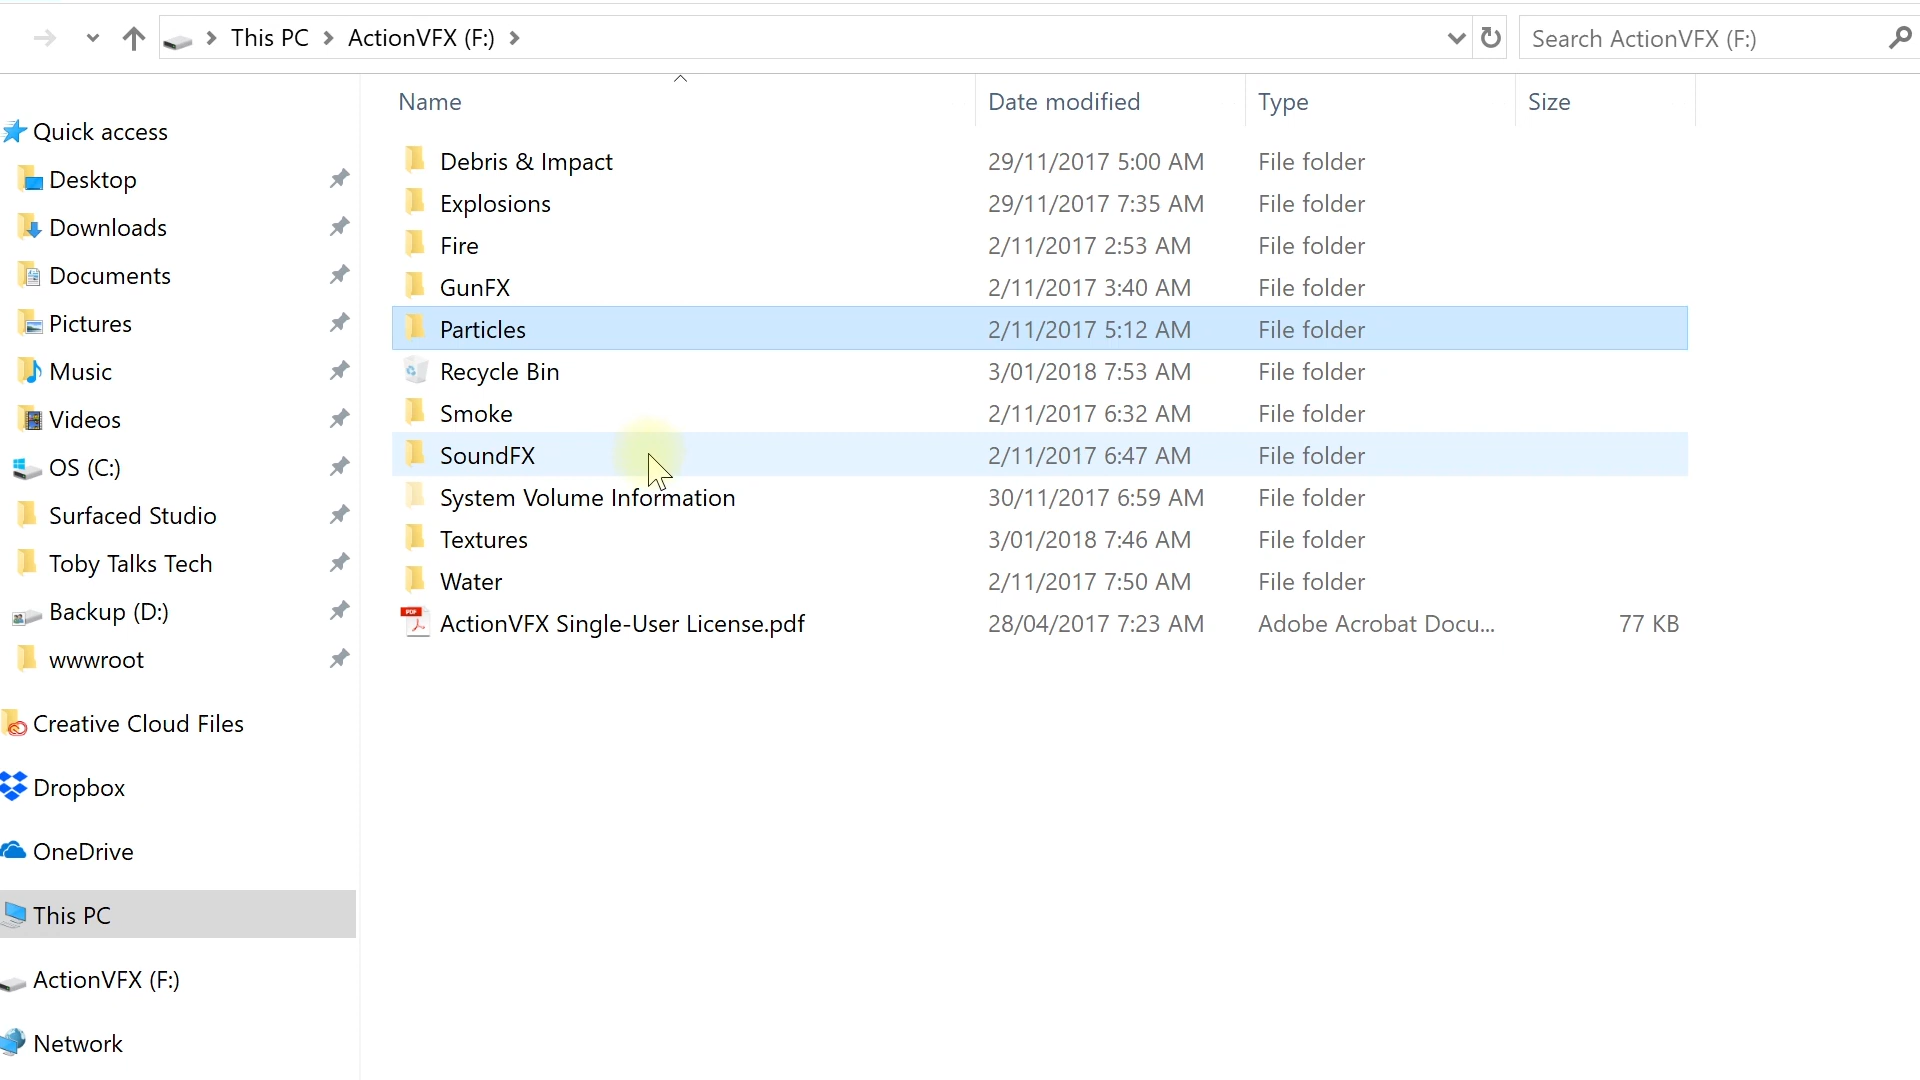 This PC > ActionVFX (F:) >
Search ActionVFX (F:)
Name Date modified Type Size
Quick access
Desktop
Downloads
Documents
Pictures
Music
Videos
OS (C:)
Surfaced Studio
Toby Talks Tech
Backup (D:)
wwwroot
Creative Cloud Files
Dropbox
OneDrive
This PC
ActionVFX (F:)
Network
Debris & Impact 29/11/2017 5:00 AM File folder
Explosions 29/11/2017 7:35 AM File folder
Fire 2/11/2017 2:53 AM File folder
GunFX 2/11/2017 3:40 AM File folder
Particles 2/11/2017 5:12 AM File folder
Recycle Bin 3/01/2018 7:53 AM File folder
Smoke 2/11/2017 6:32 AM File folder
SoundFX 2/11/2017 6:47 AM File folder
System Volume Information 30/11/2017 6:59 AM File folder
Textures 3/01/2018 7:46 AM File folder
Water 2/11/2017 7:50 AM File folder
PDF ActionVFX Single-User License.pdf 28/04/2017 7:23 AM Adobe Acrobat Docu... 77 KB